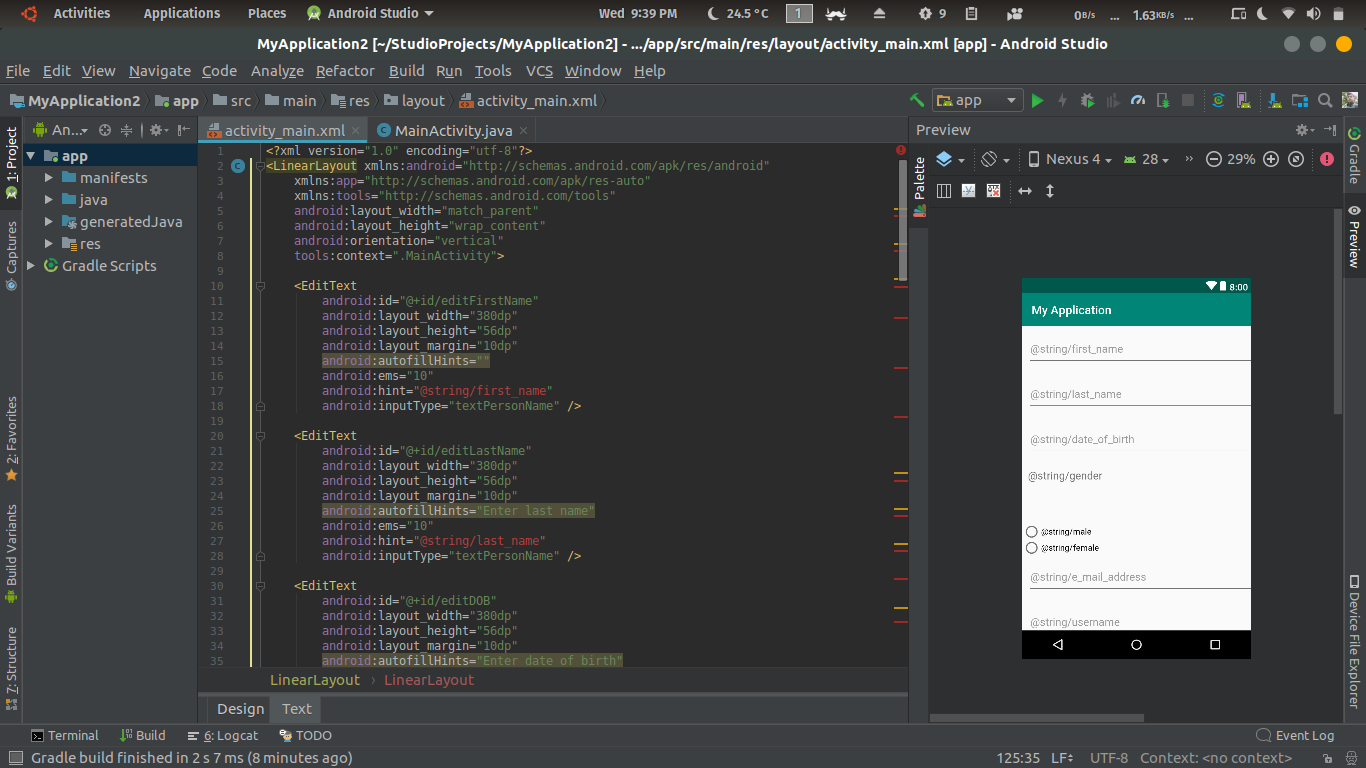 Activities Applications Places Android Studio Wed 9:39 PM 24.5 °C 1 9 0 B/s ... 1.63 KB/s ...
MyApplication2 [~/StudioProjects/MyApplication2] - .../app/src/main/res/layout/activity_main.xml [app] - Android Studio
File Edit View Navigate Code Analyze Refactor Build Run Tools VCS Window Help
MyApplication2 app src main res layout activity_main.xml app
1: Project
Captures
2: Favorites
Build Variants
7: Structure
An...
app
manifests
java
generatedJava
res
Gradle Scripts
activity_main.xml MainActivity.java
1 <?xml version="1.0" encoding="utf-8"?>
2 <LinearLayout xmlns:android="http://schemas.android.com/apk/res/android"
3 xmlns:app="http://schemas.android.com/apk/res-auto"
4 xmlns:tools="http://schemas.android.com/tools"
5 android:layout_width="match_parent"
6 android:layout_height="wrap_content"
7 android:orientation="vertical"
8 tools:context=".MainActivity">
9
10 <EditText
11 android:id="@+id/editFirstName"
12 android:layout_width="380dp"
13 android:layout_height="56dp"
14 android:layout_margin="10dp"
15 android:autofillHints=""
16 android:ems="10"
17 android:hint="@string/first_name"
18 android:inputType="textPersonName" />
19
20 <EditText
21 android:id="@+id/editLastName"
22 android:layout_width="380dp"
23 android:layout_height="56dp"
24 android:layout_margin="10dp"
25 android:autofillHints="Enter last name"
26 android:ems="10"
27 android:hint="@string/last_name"
28 android:inputType="textPersonName" />
29
30 <EditText
31 android:id="@+id/editDOB"
32 android:layout_width="380dp"
33 android:layout_height="56dp"
34 android:layout_margin="10dp"
35 android:autofillHints="Enter date of birth"
LinearLayout › LinearLayout
Design Text
Preview
Palette
Nexus 4 28 » 29%
8:00
My Application
@string/first_name
@string/last_name
@string/date_of_birth
@string/gender
@string/male
@string/female
@string/e_mail_address
@string/username
Gradle
Preview
Device File Explorer
Terminal Build 6: Logcat TODO Event Log
Gradle build finished in 2 s 7 ms (8 minutes ago) 125:35 LF UTF-8 Context: <no context>